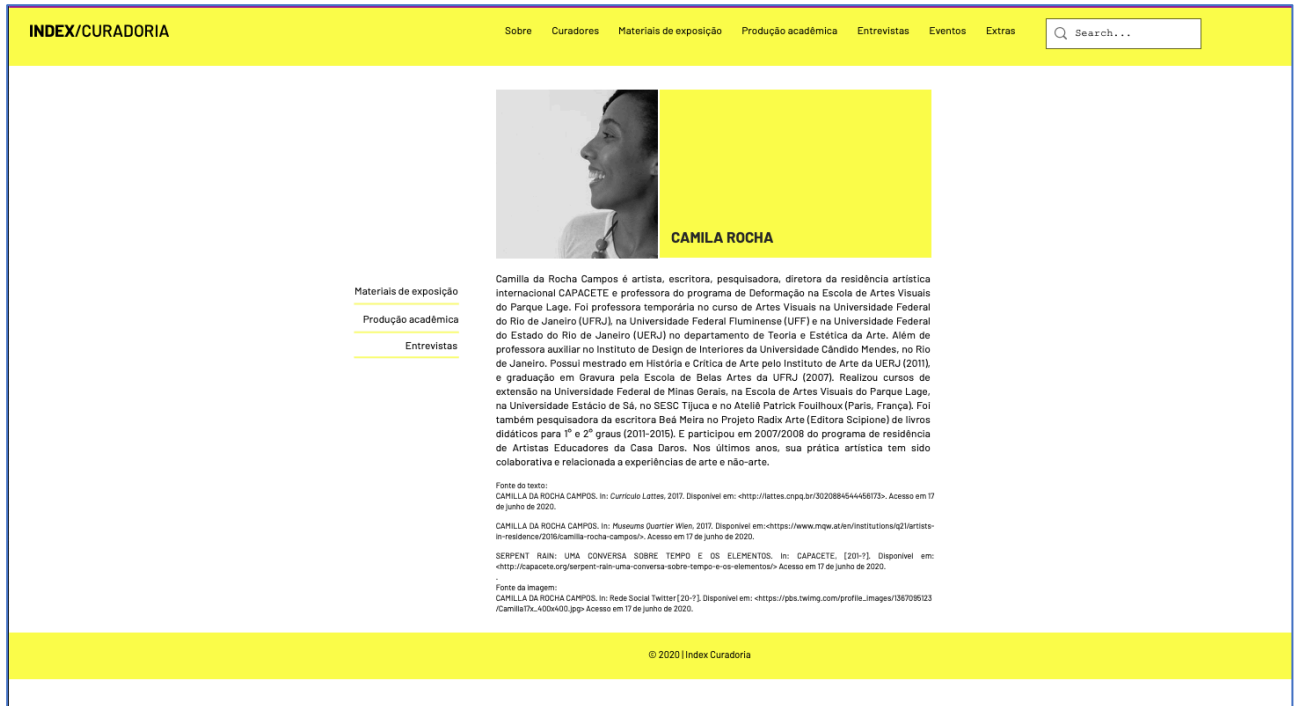 INDEX/CURADORIA
Sobre Curadores Materiais de exposição Produção acadêmica Entrevistas Eventos Extras Search...
CAMILA ROCHA
Materiais de exposição
Produção acadêmica
Entrevistas
Camilla da Rocha Campos é artista, escritora, pesquisadora, diretora da residência artística
internacional CAPACETE e professora do programa de Deformação na Escola de Artes Visuais
do Parque Lage. Foi professora temporária no curso de Artes Visuais na Universidade Federal
do Rio de Janeiro (UFRJ), na Universidade Federal Fluminense (UFF) e na Universidade Federal
do Estado do Rio de Janeiro (UERJ) no departamento de Teoria e Estética da Arte. Além de
professora auxiliar no Instituto de Design de Interiores da Universidade Cândido Mendes, no Rio
de Janeiro. Possui mestrado em História e Crítica de Arte pelo Instituto de Arte da UERJ (2011),
e graduação em Gravura pela Escola de Belas Artes da UFRJ (2007). Realizou cursos de
extensão na Universidade Federal de Minas Gerais, na Escola de Artes Visuais do Parque Lage,
na Universidade Estácio de Sá, no SESC Tijuca e no Ateliê Patrick Fouilhoux (Paris, França). Foi
também pesquisadora da escritora Beá Meira no Projeto Radix Arte (Editora Scipione) de livros
didáticos para 1° e 2° graus (2011-2015). E participou em 2007/2008 do programa de residência
de Artistas Educadores da Casa Daros. Nos últimos anos, sua prática artística tem sido
colaborativa e relacionada a experiências de arte e não-arte.
Fonte do texto:
CAMILLA DA ROCHA CAMPOS. In: Currículo Lattes, 2017. Disponível em: <http://lattes.cnpq.br/3020884544456173>. Acesso em 17
de junho de 2020.
CAMILLA DA ROCHA CAMPOS. In: Museums Quartier Wien, 2017. Disponível em:<https://www.mqw.at/en/institutions/q21/artists-
in-residence/2016/camilla-rocha-campos/>. Acesso em 17 de junho de 2020.
SERPENT RAIN: UMA CONVERSA SOBRE TEMPO E OS ELEMENTOS. In: CAPACETE, [201-?]. Disponível em:
<http://capacete.org/serpent-rain-uma-conversa-sobre-tempo-e-os-elementos/> Acesso em 17 de junho de 2020.
.
Fonte da imagem:
CAMILLA DA ROCHA CAMPOS. In: Rede Social Twitter [20-?]. Disponível em: <https://pbs.twimg.com/profile_images/1367095123
/Camilla17x_400x400.jpg> Acesso em 17 de junho de 2020.
© 2020 | Index Curadoria